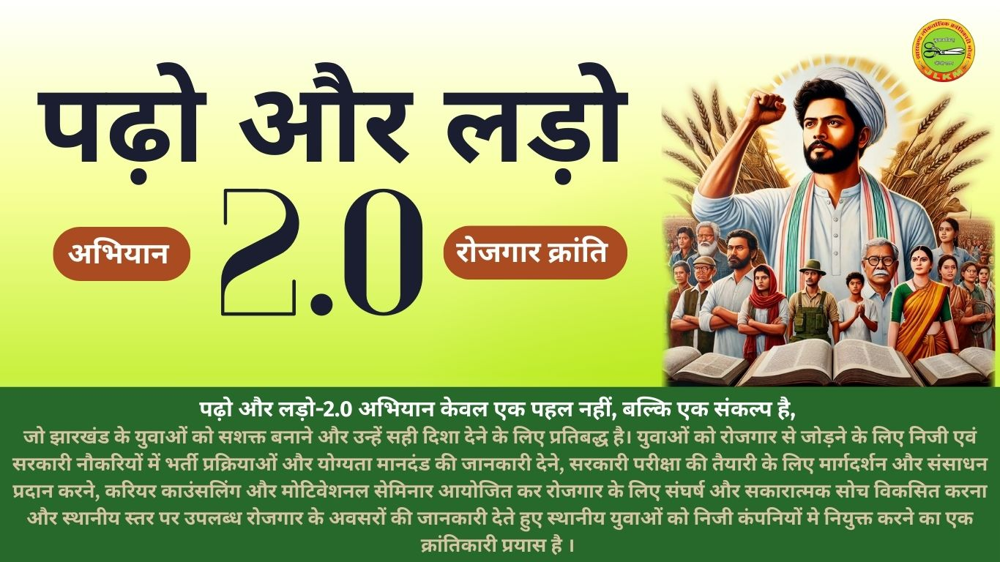 पढ़ो और लड़ो
2.0
अभियान
रोजगार क्रांति
झारखण्ड लोकतांत्रिक क्रांतिकारी मोर्चा
JLKM
पढ़ो और लड़ो-2.0 अभियान केवल एक पहल नहीं, बल्कि एक संकल्प है,
जो झारखंड के युवाओं को सशक्त बनाने और उन्हें सही दिशा देने के लिए प्रतिबद्ध है। युवाओं को रोजगार से जोड़ने के लिए निजी एवं
सरकारी नौकरियों में भर्ती प्रक्रियाओं और योग्यता मानदंड की जानकारी देने, सरकारी परीक्षा की तैयारी के लिए मार्गदर्शन और संसाधन
प्रदान करने, करियर काउंसलिंग और मोटिवेशनल सेमिनार आयोजित कर रोजगार के लिए संघर्ष और सकारात्मक सोच विकसित करना
और स्थानीय स्तर पर उपलब्ध रोजगार के अवसरों की जानकारी देते हुए स्थानीय युवाओं को निजी कंपनियों मे नियुक्त करने का एक
क्रांतिकारी प्रयास है ।